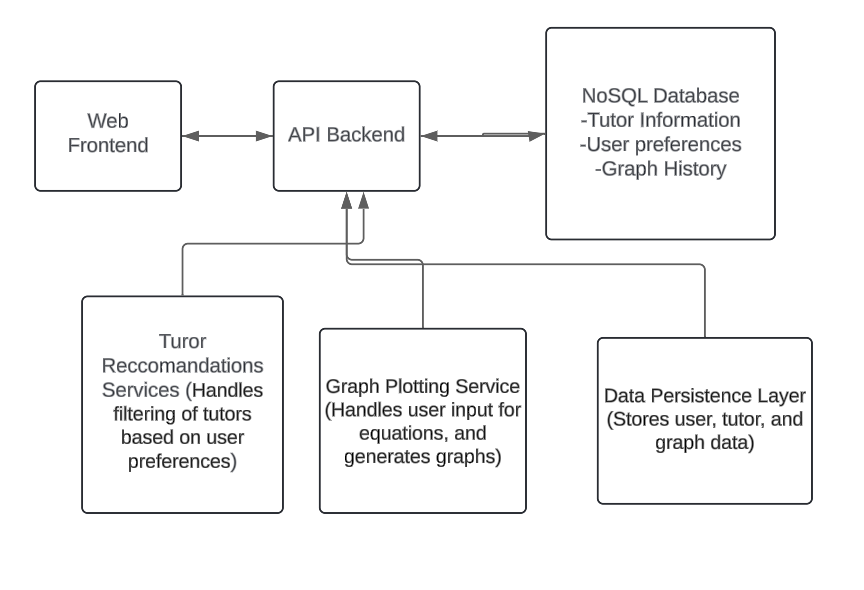 Web
Frontend
API Backend
NoSQL Database
-Tutor Information
-User preferences
-Graph History
Turor
Reccomandations
Services (Handles
filtering of tutors
based on user
preferences)
Graph Plotting Service
(Handles user input for
equations, and
generates graphs)
Data Persistence Layer
(Stores user, tutor, and
graph data)